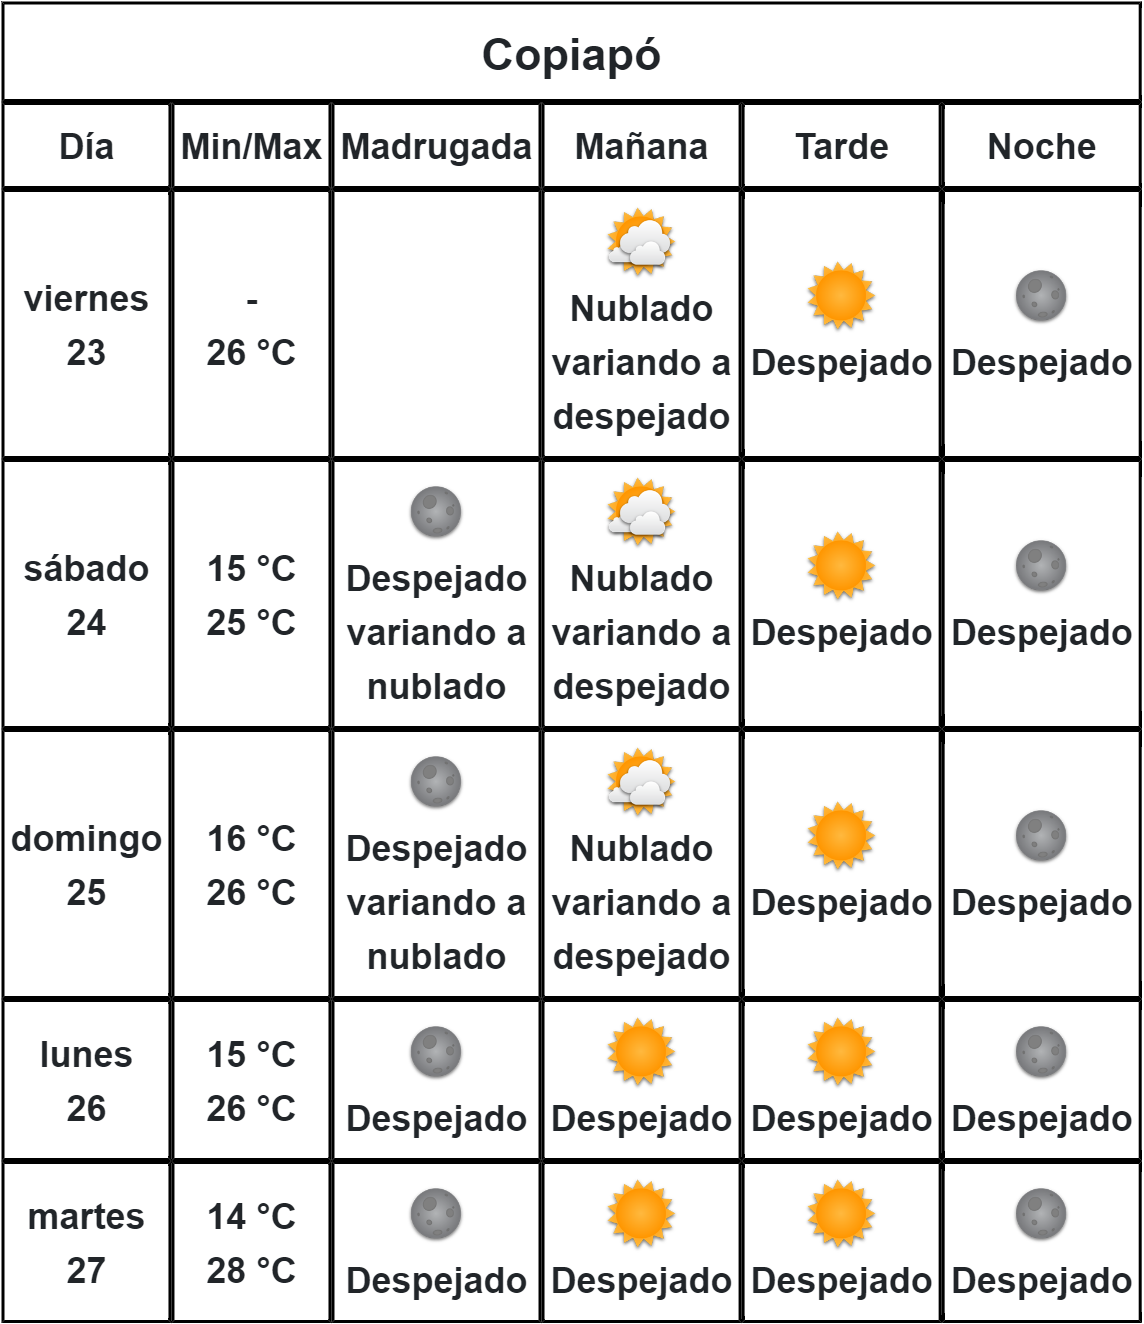 Copiapó
Día Min/Max Madrugada Mañana Tarde Noche
viernes
23
-
26 °C
Nublado
variando a
despejado
Despejado
Despejado
sábado
24
15 °C
25 °C
Despejado
variando a
nublado
Nublado
variando a
despejado
Despejado
Despejado
domingo
25
16 °C
26 °C
Despejado
variando a
nublado
Nublado
variando a
despejado
Despejado
Despejado
lunes
26
15 °C
26 °C
Despejado
Despejado
Despejado
Despejado
martes
27
14 °C
28 °C
Despejado
Despejado
Despejado
Despejado